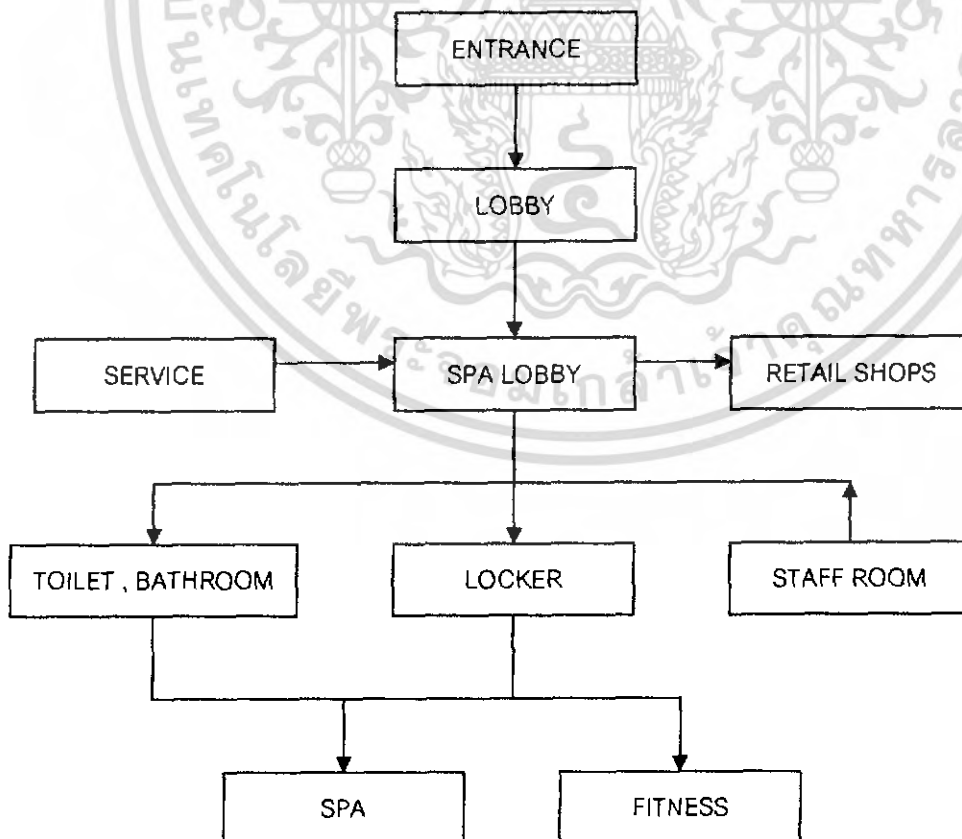 ENTRANCE
LOBBY
SERVICE
SPA LOBBY
RETAIL SHOPS
TOILET , BATHROOM
LOCKER
STAFF ROOM
SPA
FITNESS